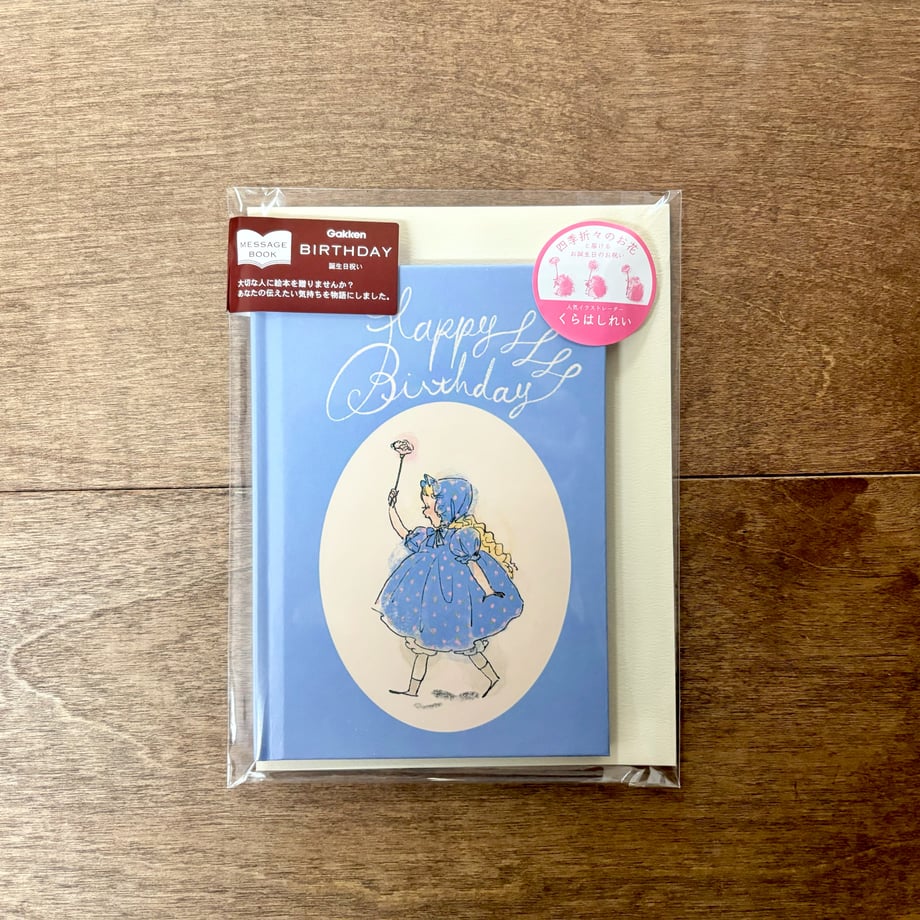 Gakken
MESSAGE
BOOK
BIRTHDAY
誕生日祝い
大切な人に絵本を贈りませんか？
あなたの伝えたい気持ちを物語にしました。
四季折々のお花
と届ける
お誕生日のお祝い
人気イラストレーター
くらはしれい
Happy
Birthday